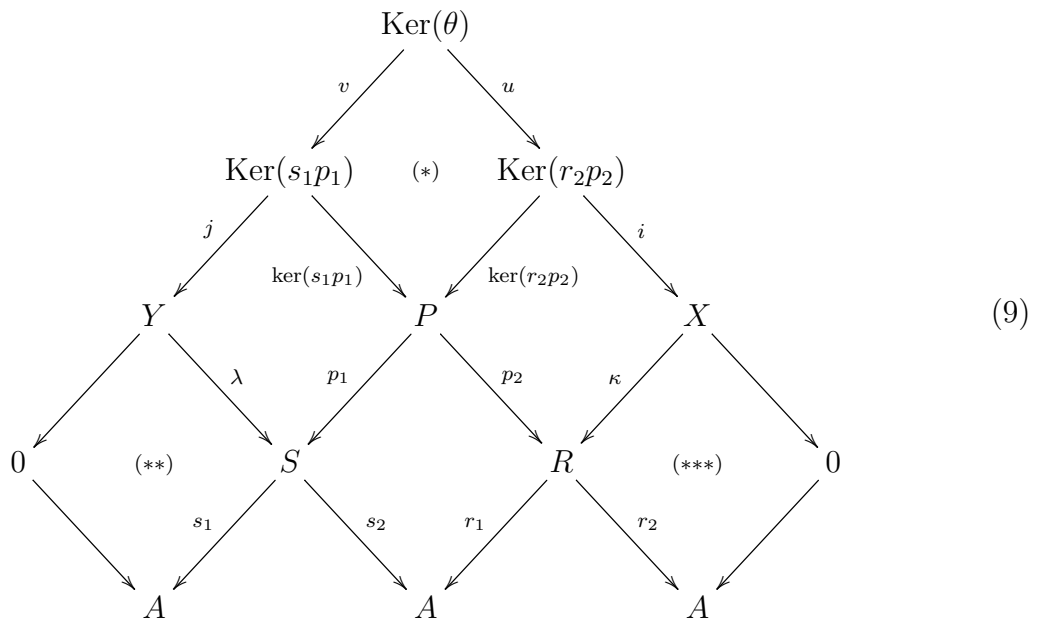 Ker(θ)
v u
Ker(s₁p₁) (∗) Ker(r₂p₂)
j i
ker(s₁p₁) ker(r₂p₂)
Y P X (9)
λ p₁ p₂ κ
0 (∗∗) S R (∗∗∗) 0
s₁ s₂ r₁ r₂
A A A